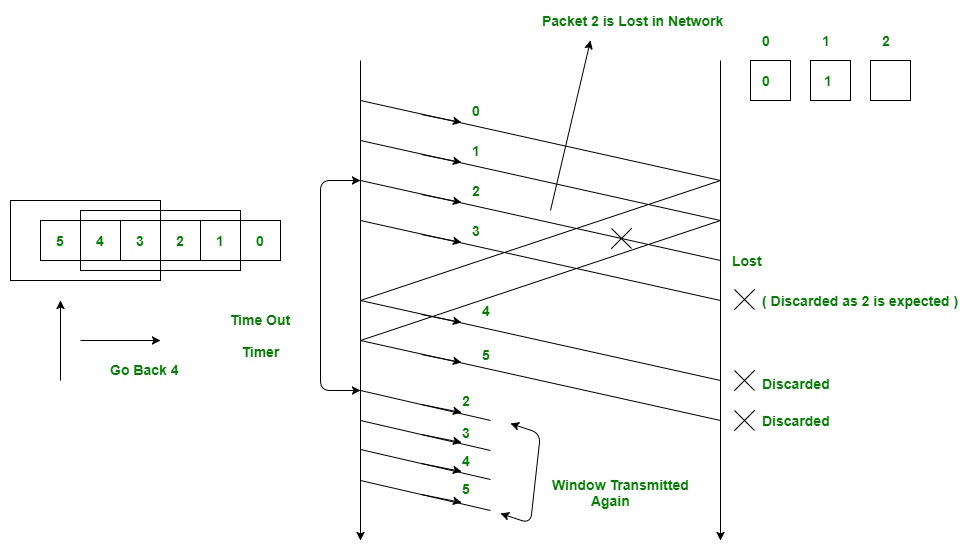 Packet 2 is Lost in Network
0 1 2
0 1
0
1
2
3
5 4 3 2 1 0
Lost
( Discarded as 2 is expected )
4
Time Out
Timer
5
Go Back 4
Discarded
2
Discarded
3
4
5
Window Transmitted
Again